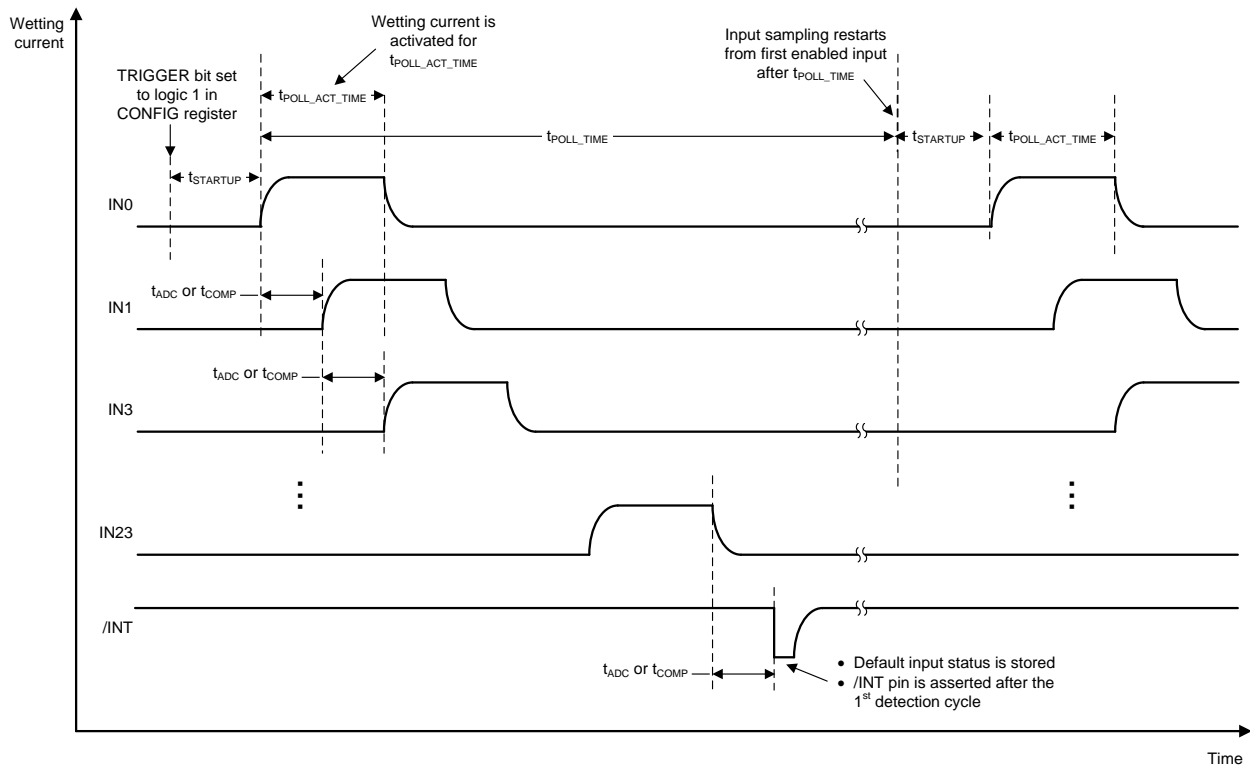 Wetting
current
Wetting current is
activated for
tPOLL_ACT_TIME
Input sampling restarts
from first enabled input
after tPOLL_TIME
TRIGGER bit set
to logic 1 in
CONFIG register
tPOLL_ACT_TIME
tPOLL_TIME
tSTARTUP
tPOLL_ACT_TIME
tSTARTUP
IN0
tADC or tCOMP
IN1
tADC or tCOMP
IN3
IN23
/INT
tADC or tCOMP
• Default input status is stored
• /INT pin is asserted after the
1st detection cycle
Time